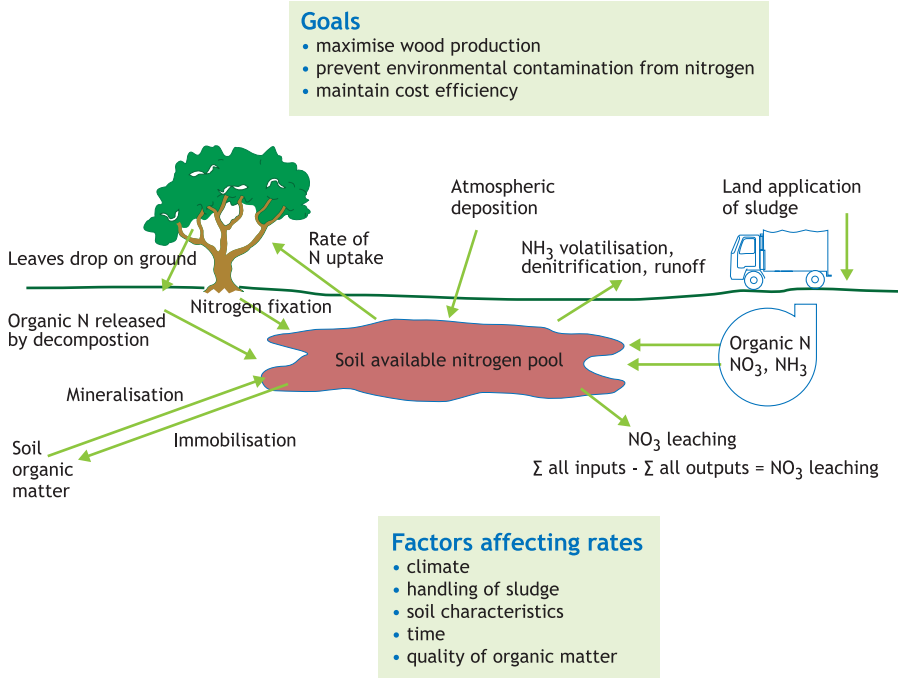 Goals
• maximise wood production
• prevent environmental contamination from nitrogen
• maintain cost efficiency
Atmospheric
deposition
Land application
of sludge
Rate of
N uptake
NH3 volatilisation,
denitrification, runoff
Leaves drop on ground
Nitrogen fixation
Organic N released
by decompostion
Soil available nitrogen pool
Organic N
NO3, NH3
Mineralisation
Immobilisation
Soil
organic
matter
NO3 leaching
Σ all inputs - Σ all outputs = NO3 leaching
Factors affecting rates
• climate
• handling of sludge
• soil characteristics
• time
• quality of organic matter